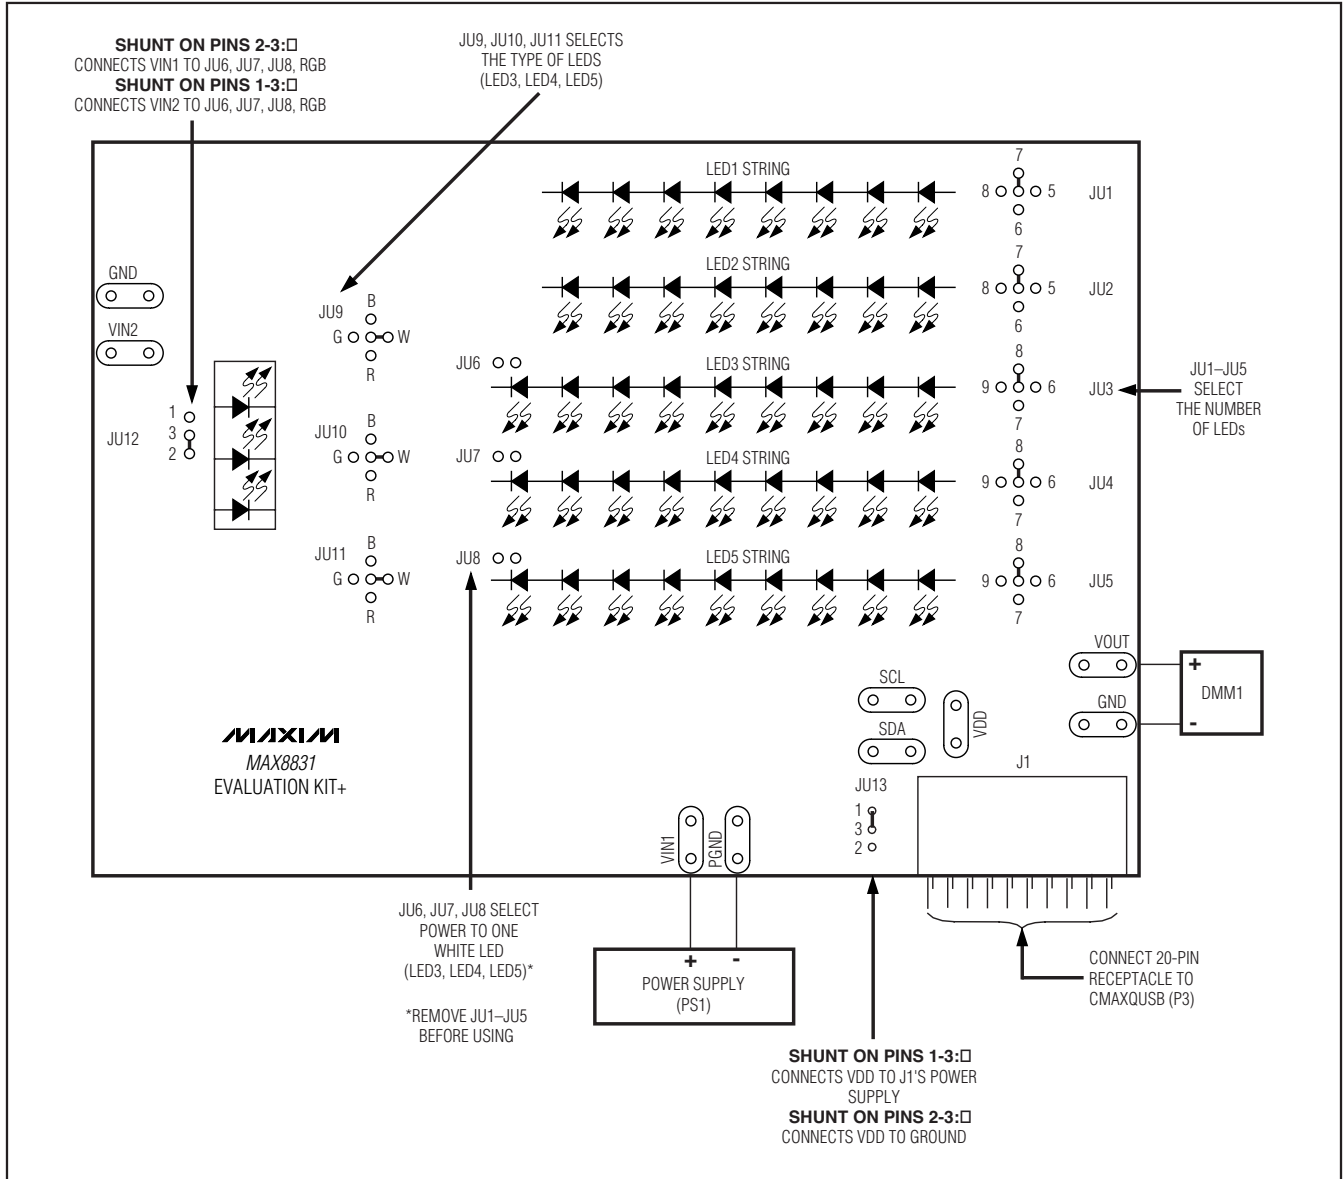 SHUNT ON PINS 2-3:□
CONNECTS VIN1 TO JU6, JU7, JU8, RGB
SHUNT ON PINS 1-3:□
CONNECTS VIN2 TO JU6, JU7, JU8, RGB
JU9, JU10, JU11 SELECTS
THE TYPE OF LEDS
(LED3, LED4, LED5)
GND
VIN2
JU12
1
3
2
JU9
B
G
W
R
JU10
B
G
W
R
JU11
B
G
W
R
LED1 STRING
7
8
5
6
JU1
LED2 STRING
7
8
5
6
JU2
JU6
LED3 STRING
8
9
6
7
JU3
JU7
LED4 STRING
8
9
6
7
JU4
JU8
LED5 STRING
8
9
6
7
JU5
JU1–JU5
SELECT
THE NUMBER
OF LEDs
VOUT
GND
+
-
DMM1
SCL
SDA
VDD
J1
JU13
1
3
2
MAXIM
MAX8831
EVALUATION KIT+
VIN1
PGND
+
-
POWER SUPPLY
(PS1)
JU6, JU7, JU8 SELECT
POWER TO ONE
WHITE LED
(LED3, LED4, LED5)*
*REMOVE JU1–JU5
BEFORE USING
CONNECT 20-PIN
RECEPTACLE TO
CMAXQUSB (P3)
SHUNT ON PINS 1-3:□
CONNECTS VDD TO J1'S POWER
SUPPLY
SHUNT ON PINS 2-3:□
CONNECTS VDD TO GROUND